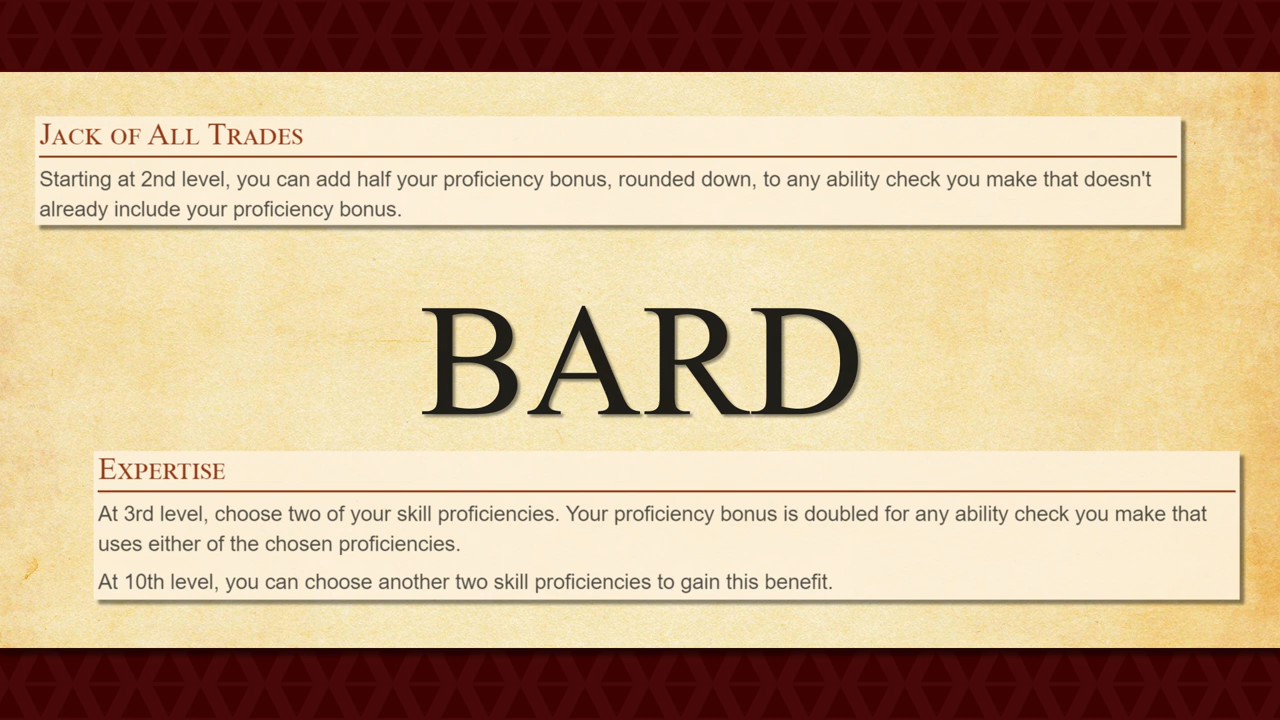 Jack of All Trades
Starting at 2nd level, you can add half your proficiency bonus, rounded down, to any ability check you make that doesn't
already include your proficiency bonus.
BARD
Expertise
At 3rd level, choose two of your skill proficiencies. Your proficiency bonus is doubled for any ability check you make that
uses either of the chosen proficiencies.
At 10th level, you can choose another two skill proficiencies to gain this benefit.